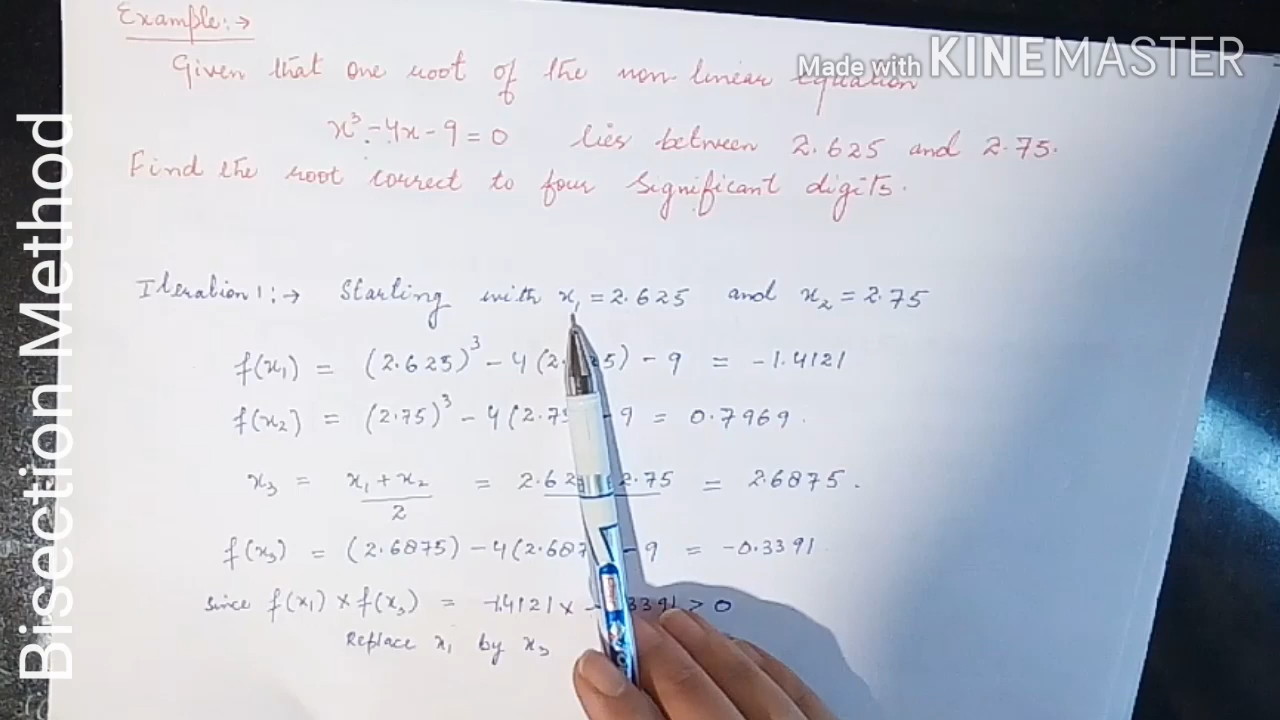 Example:→
Given that one root of the non-linear equation
x³ - 4x - 9 = 0 lies between 2.625 and 2.75.
Find the root correct to four significant digits.
Iteration 1:→ Starting with x₁ = 2.625 and x₂ = 2.75
f(x₁) = (2.625)³ - 4(2. 25) - 9 = -1.4121
f(x₂) = (2.75)³ - 4(2.75 - 9 = 0.7969.
x₃ = x₁ + x₂ / 2 = 2.62 2.75 = 2.6875.
f(x₃) = (2.6875) - 4(2.687 - 9 = -0.3391.
since f(x₁) × f(x₃) = -1.4121 × - 3391 > 0
Replace x₁ by x₃
Made with KINEMASTER
Bisection Method